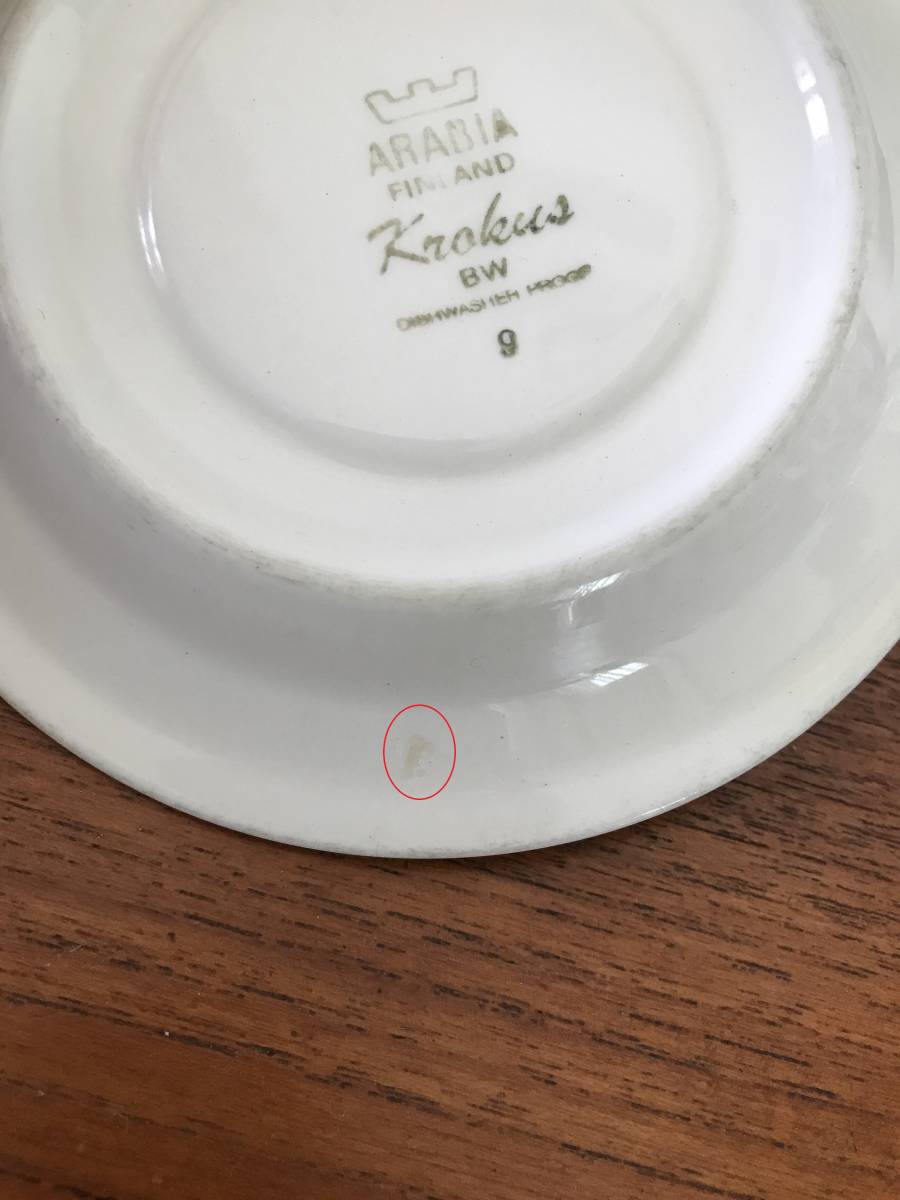 ARABIA
FINLAND
Krokus
BW
DISHWASHER PROOF
9